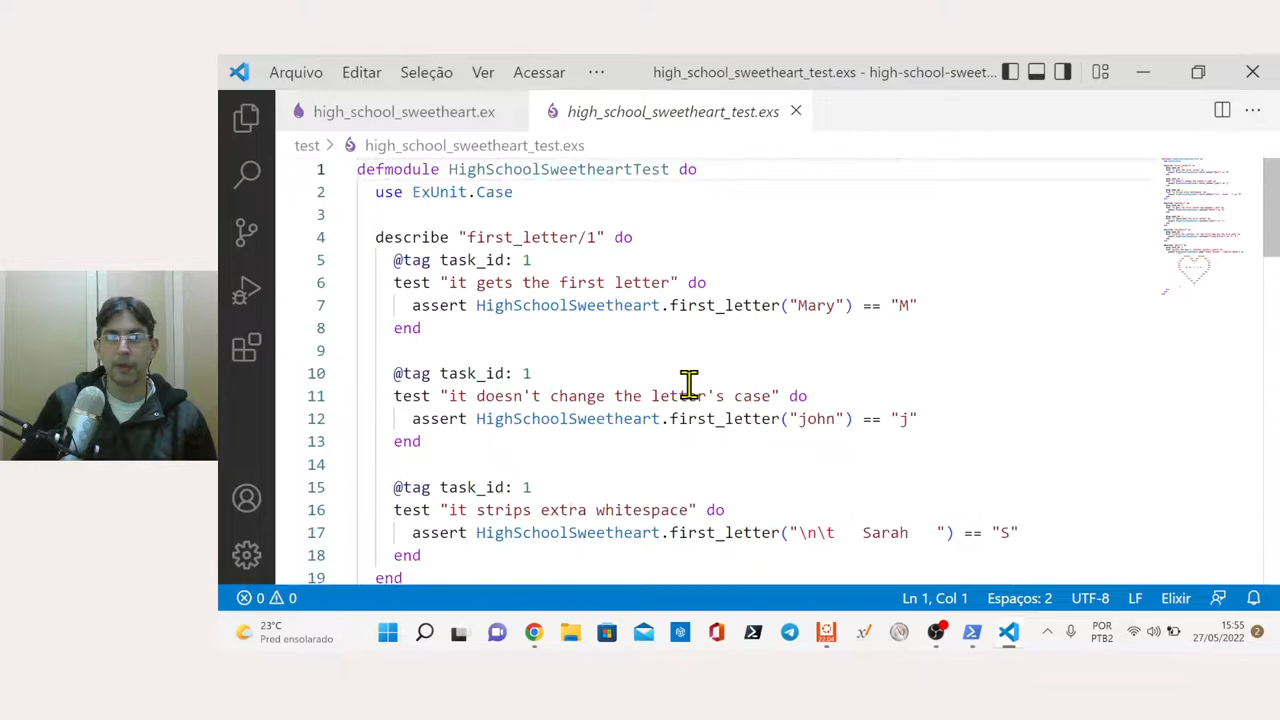 Arquivo Editar Seleção Ver Acessar ··· high_school_sweetheart_test.exs - high-school-sweet...
high_school_sweetheart.ex high_school_sweetheart_test.exs
test > high_school_sweetheart_test.exs
1 defmodule HighSchoolSweetheartTest do
2 use ExUnit.Case
3
4 describe "first_letter/1" do
5 @tag task_id: 1
6 test "it gets the first letter" do
7 assert HighSchoolSweetheart.first_letter("Mary") == "M"
8 end
9
10 @tag task_id: 1
11 test "it doesn't change the letter's case" do
12 assert HighSchoolSweetheart.first_letter("john") == "j"
13 end
14
15 @tag task_id: 1
16 test "it strips extra whitespace" do
17 assert HighSchoolSweetheart.first_letter("\n\t   Sarah   ") == "S"
18 end
19 end
0 0 Ln 1, Col 1 Espaços: 2 UTF-8 LF Elixir
23°C
Pred ensolarado
22.04
POR
PTB2
15:55
27/05/2022
2